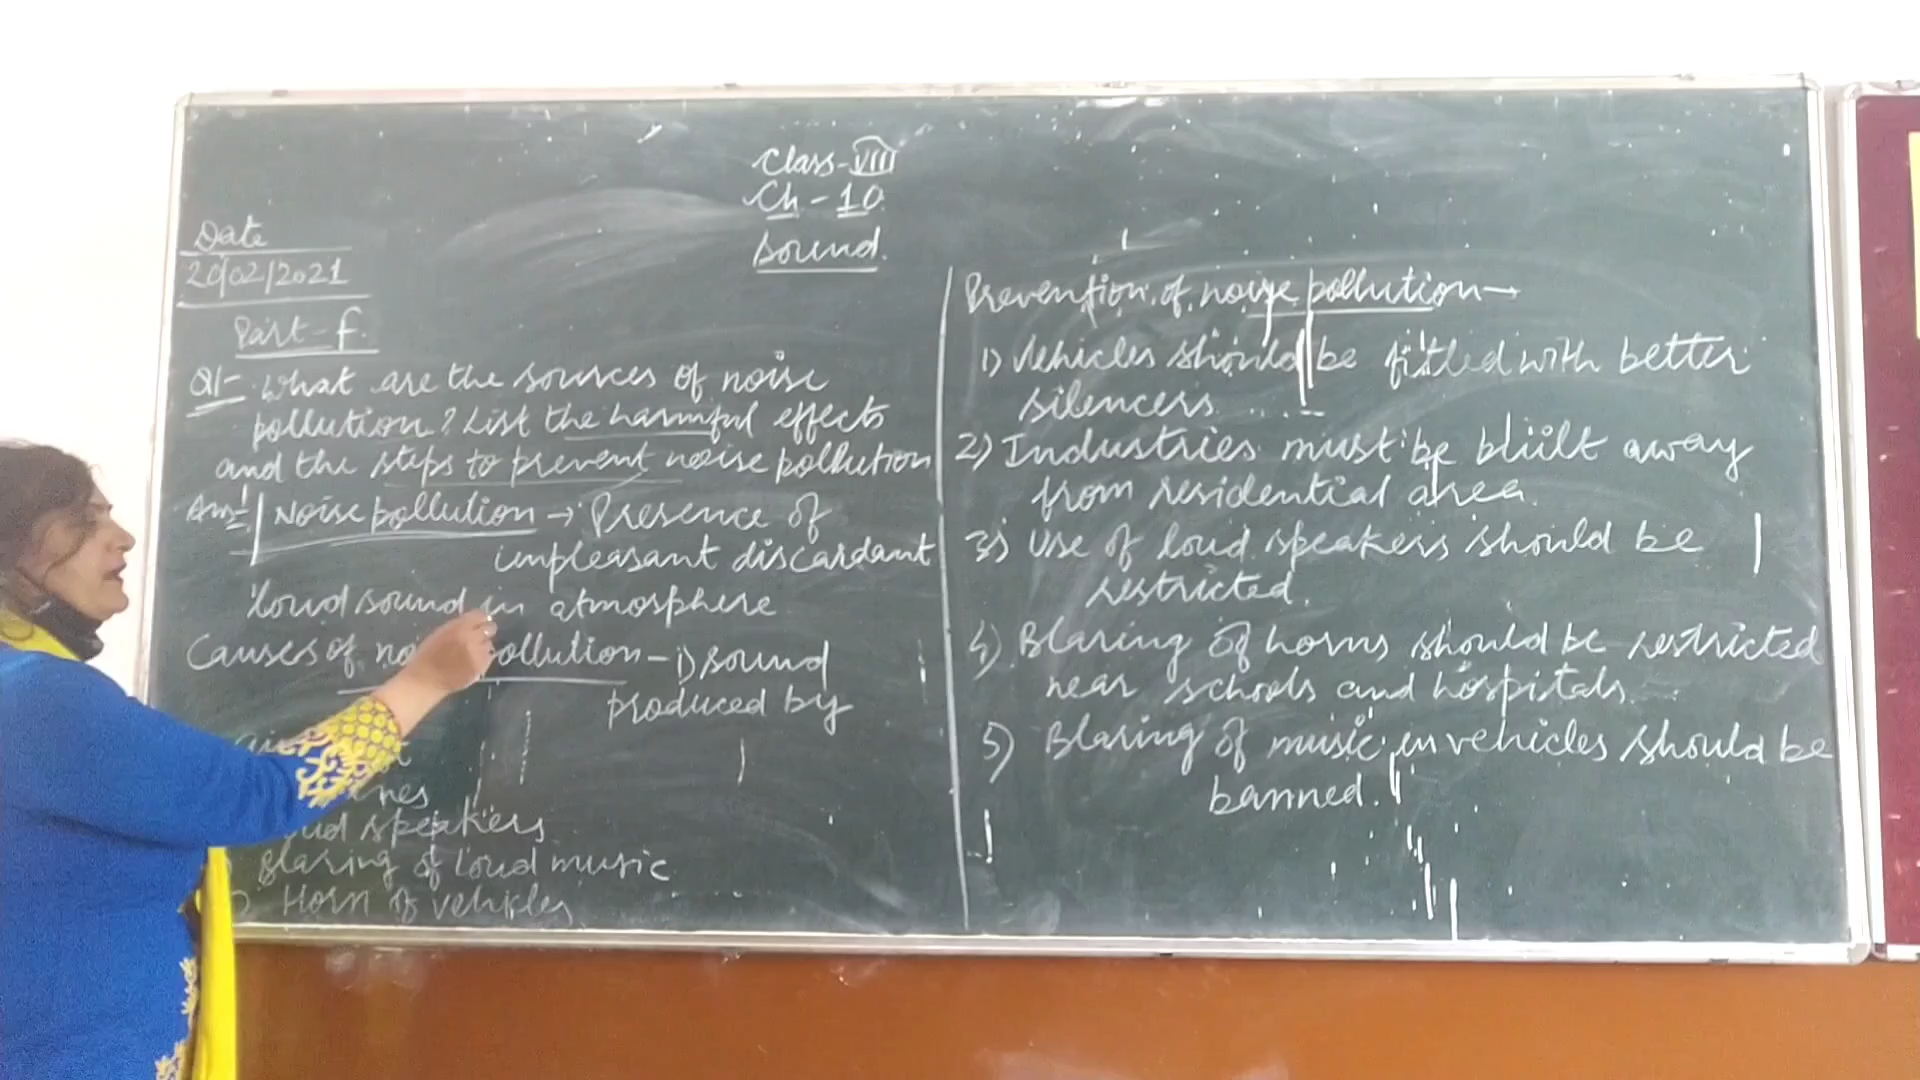 Class-VIII
Ch-10
Sound.
Date
20/02/2021
Part-f.
Q1- What are the sources of noise
pollution? List the harmful effects
and the steps to prevent noise pollution
Ans- Noise pollution → Presence of
unpleasant discardant
loud sound in atmosphere
Causes of pollution - i) sound
produced by
speakers
Blaring of loud music
Horn of vehicles
Prevention of noise pollution→
1) Vehicles should be fitted with better
silencers
2) Industries must be built away
from residential area.
3) Use of loud speakers should be
restricted.
4) Blaring of horns should be restricted
near schools and hospitals.
5) Blaring of music in vehicles should be
banned.